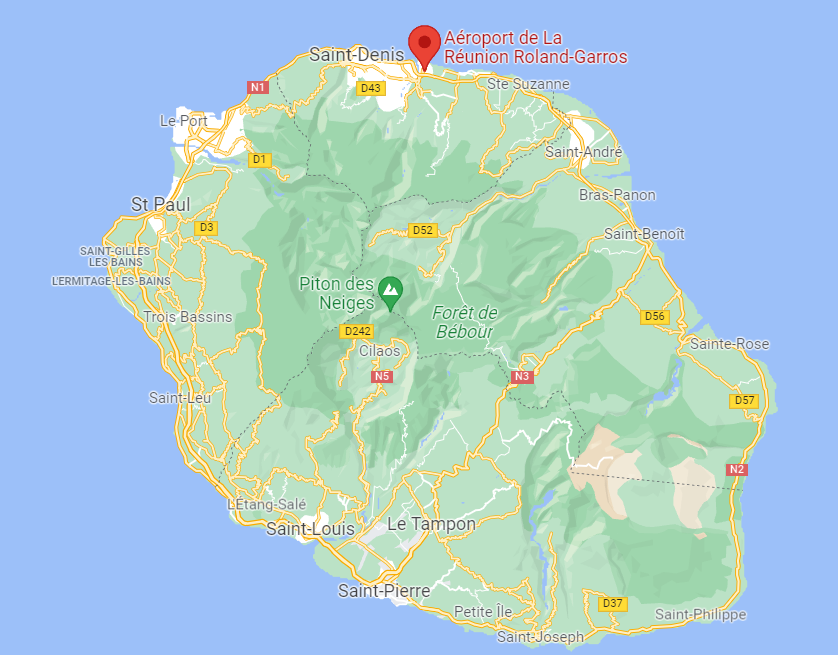 Aéroport de La
Réunion Roland-Garros
Saint-Denis
N1
D43
Ste Suzanne
Le Port
D1
Saint-André
Bras-Panon
St Paul
D3
D52
Saint-Benoît
SAINT-GILLES
LES BAINS
L'ERMITAGE-LES-BAINS
Piton des
Neiges
Forêt de
Bébour
Trois Bassins
D56
D242
Cilaos
Sainte-Rose
N5
N3
Saint-Leu
D57
N2
L'Étang-Salé
Saint-Louis
Le Tampon
Saint-Pierre
Petite Île
D37
Saint-Philippe
Saint-Joseph